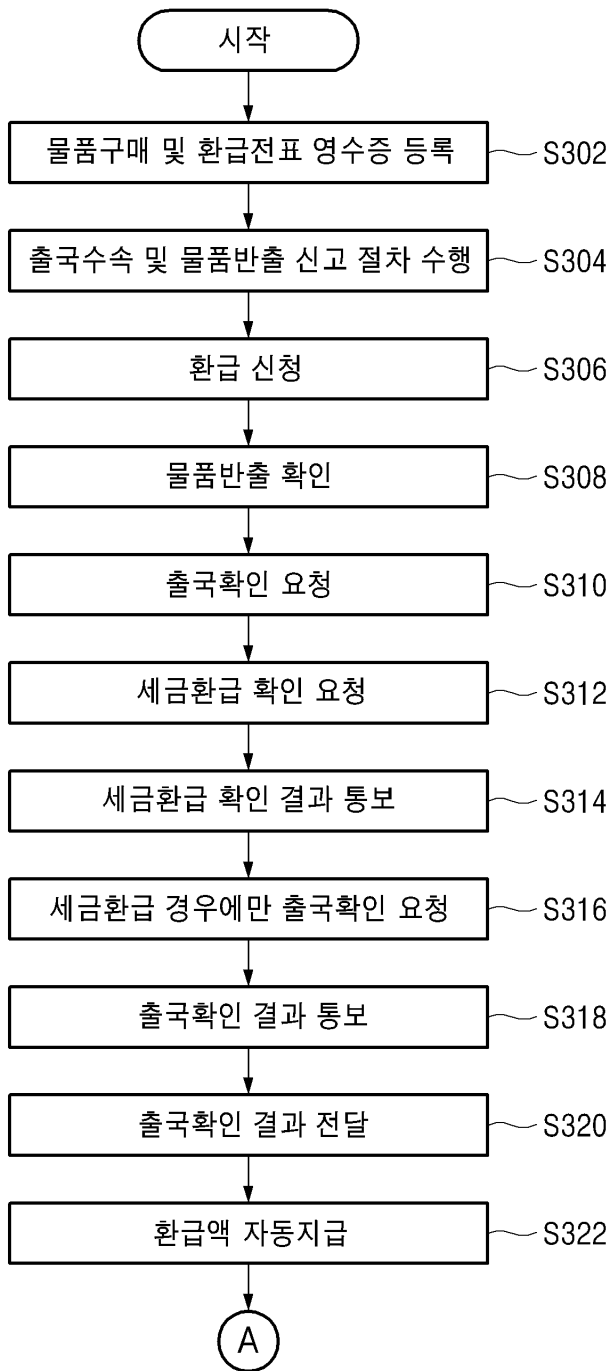 시작
물품구매 및 환급전표 영수증 등록 S302
출국수속 및 물품반출 신고 절차 수행 S304
환급 신청 S306
물품반출 확인 S308
출국확인 요청 S310
세금환급 확인 요청 S312
세금환급 확인 결과 통보 S314
세금환급 경우에만 출국확인 요청 S316
출국확인 결과 통보 S318
출국확인 결과 전달 S320
환급액 자동지급 S322
A